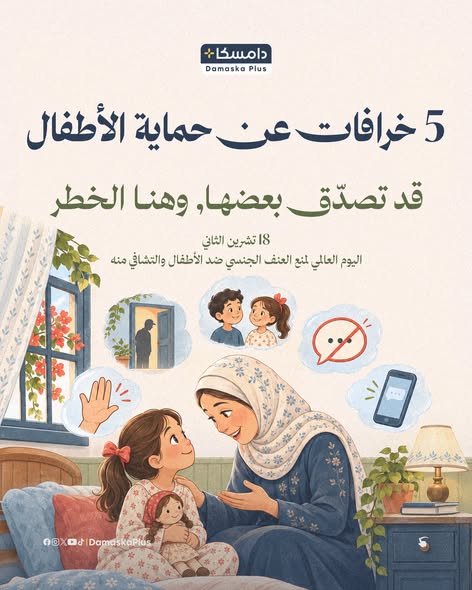 دامسكا+
Damaska Plus
5 خرافات عن حماية الأطفال
قد تصدّق بعضها, وهنا الخطر
18 تشرين الثاني
اليوم العالمي لمنع العنف الجنسي ضد الأطفال والتشافي منه
DamaskaPlus